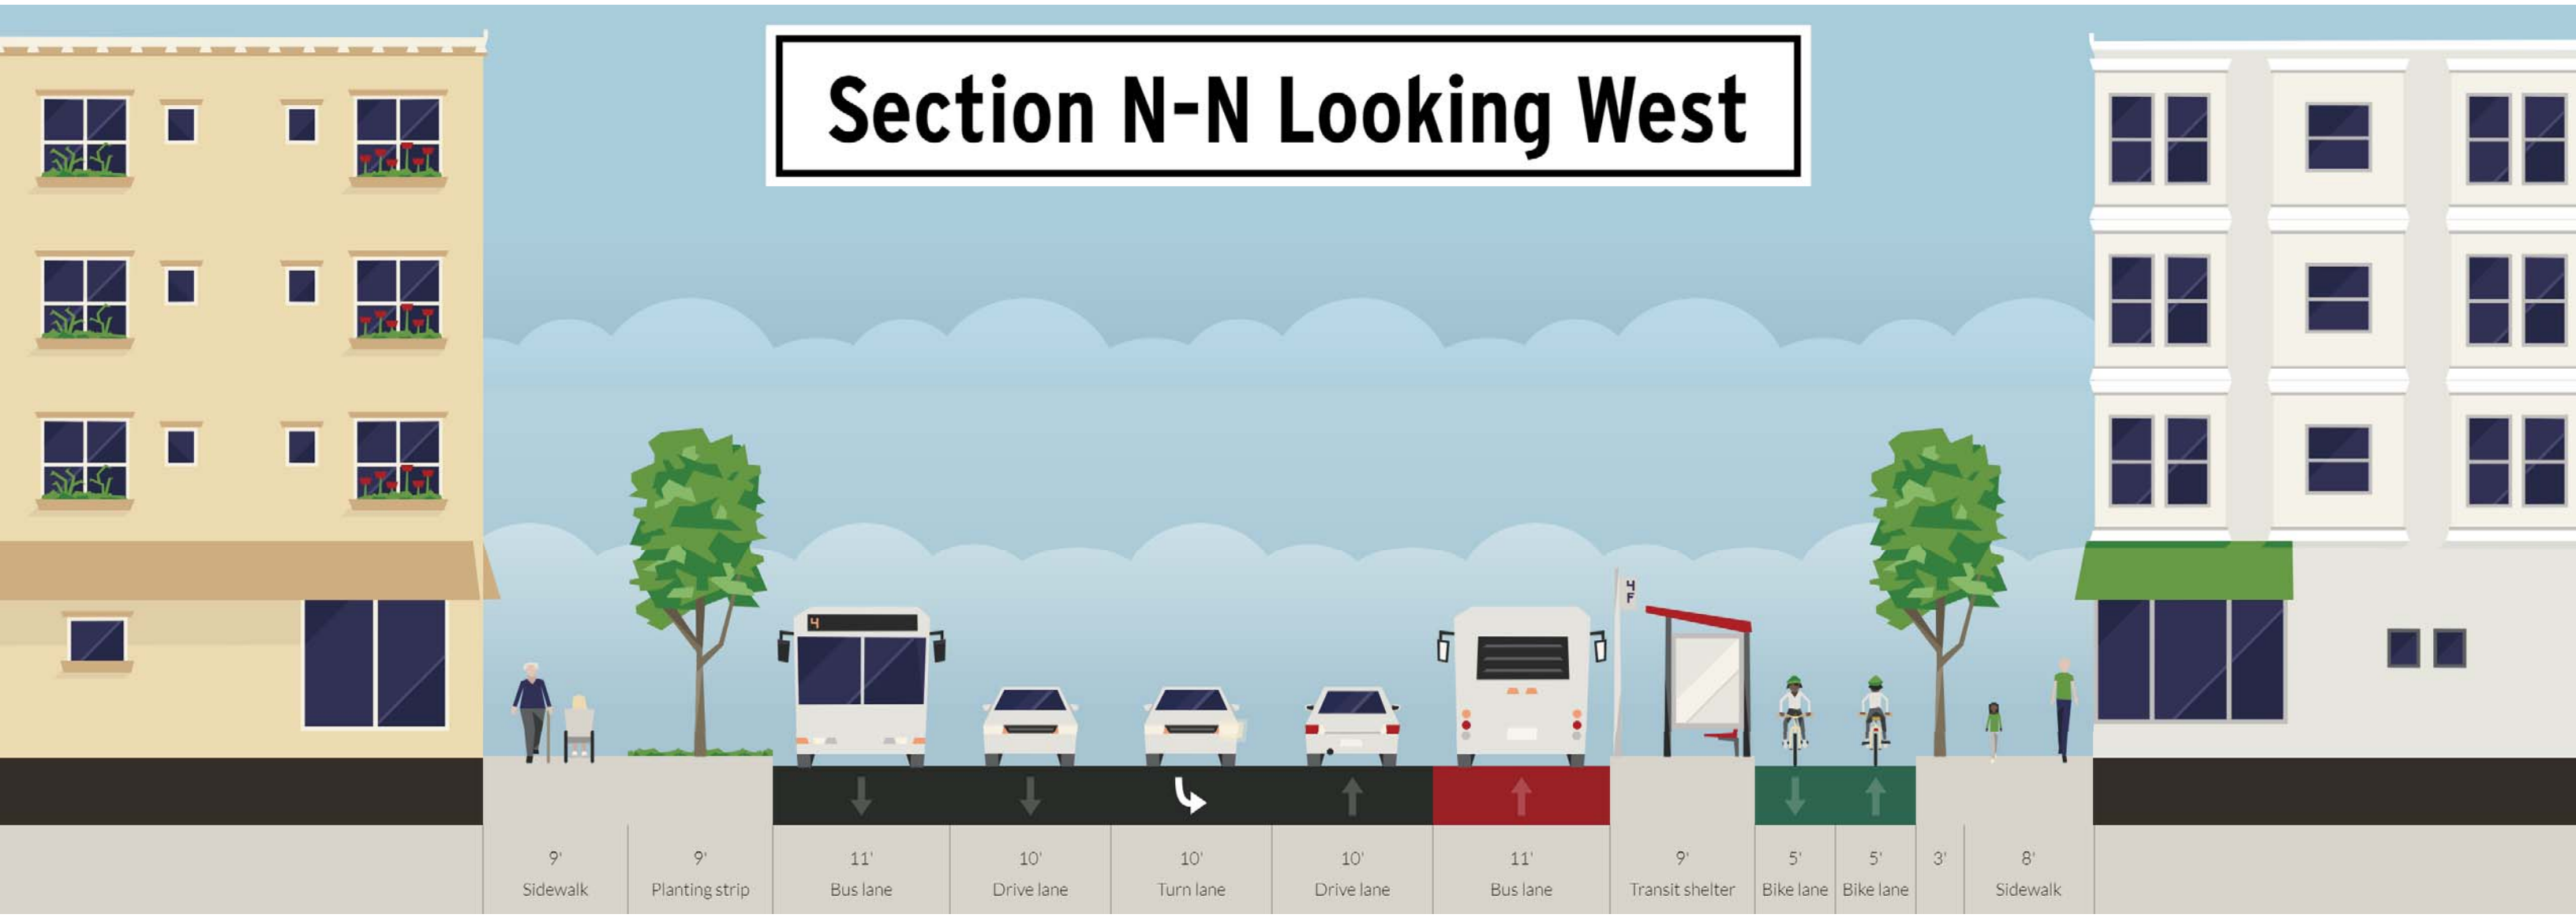 Section N-N Looking West
4
4
F
9' 9' 11' 10' 10' 10' 11' 9' 5' 5' 3' 8'
Sidewalk Planting strip Bus lane Drive lane Turn lane Drive lane Bus lane Transit shelter Bike lane Bike lane Sidewalk